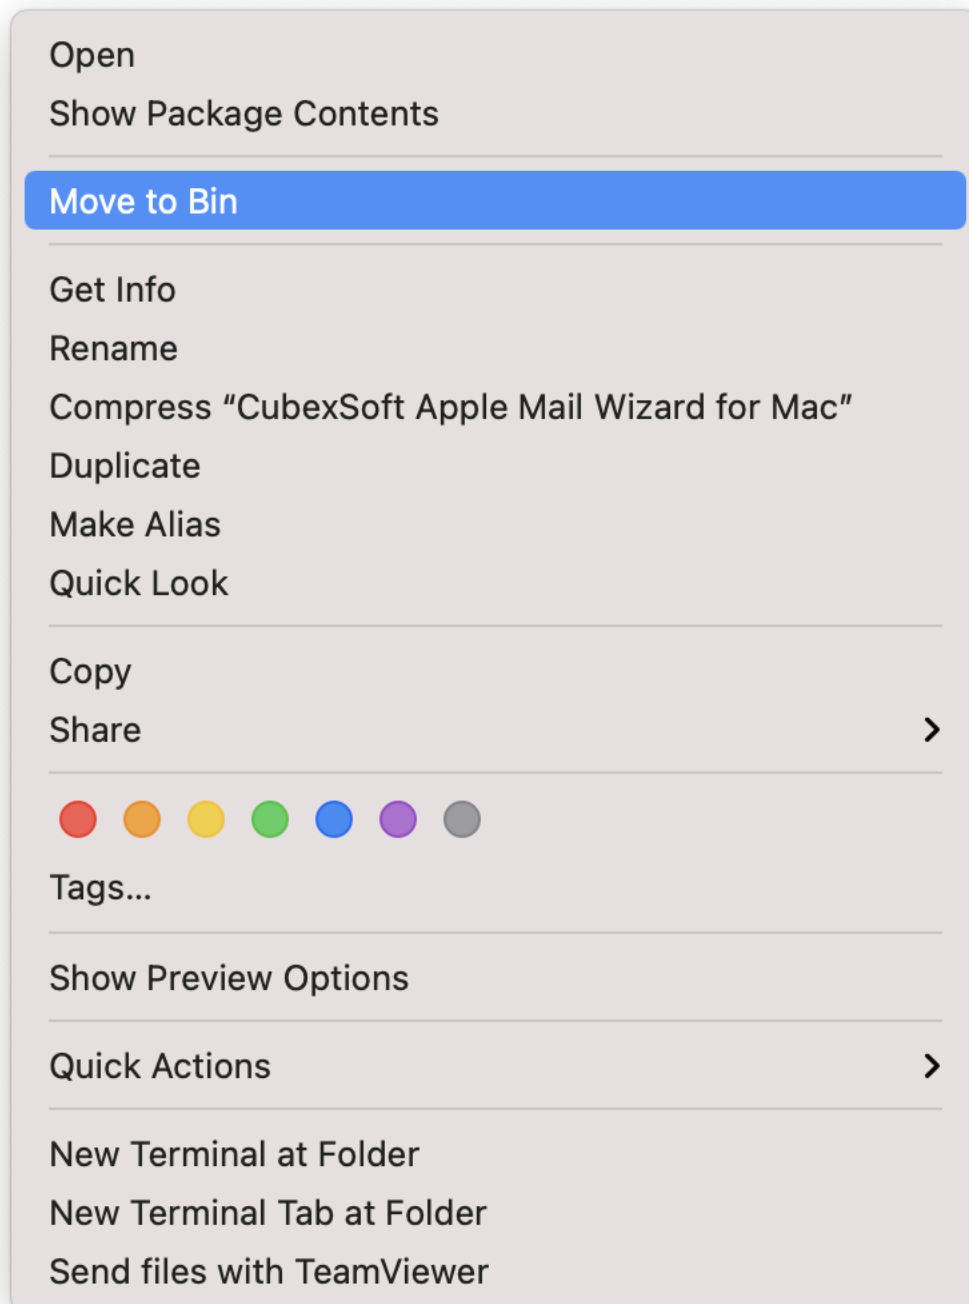 Open
Show Package Contents
Move to Bin
Get Info
Rename
Compress “CubexSoft Apple Mail Wizard for Mac”
Duplicate
Make Alias
Quick Look
Copy
Share
Tags...
Show Preview Options
Quick Actions
New Terminal at Folder
New Terminal Tab at Folder
Send files with TeamViewer